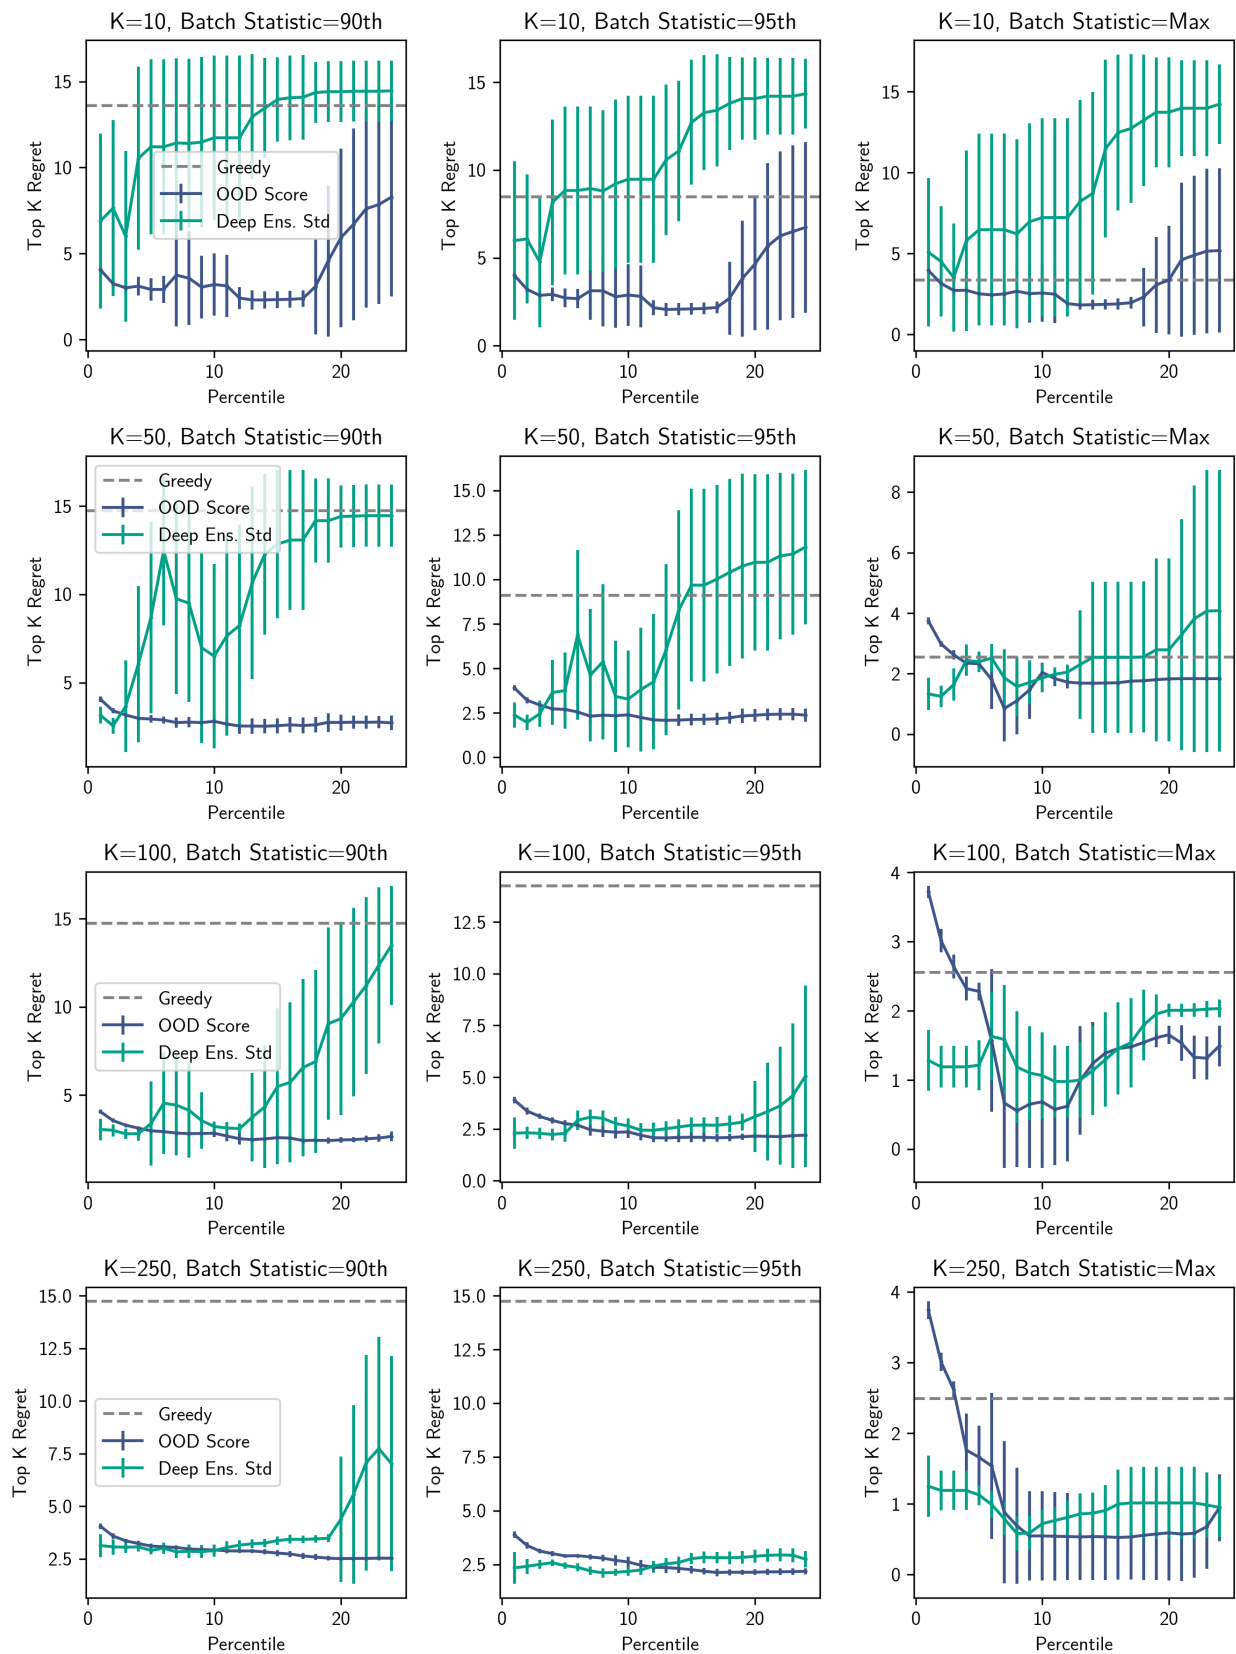 K=10, Batch Statistic=90th
Top K Regret
15
10
5
0
Greedy
OOD Score
Deep Ens. Std
0 10 20
Percentile
K=10, Batch Statistic=95th
Top K Regret
15
10
5
0
0 10 20
Percentile
K=10, Batch Statistic=Max
Top K Regret
15
10
5
0
0 10 20
Percentile
K=50, Batch Statistic=90th
Top K Regret
15
10
5
Greedy
OOD Score
Deep Ens. Std
0 10 20
Percentile
K=50, Batch Statistic=95th
Top K Regret
15.0
12.5
10.0
7.5
5.0
2.5
0.0
0 10 20
Percentile
K=50, Batch Statistic=Max
Top K Regret
8
6
4
2
0
0 10 20
Percentile
K=100, Batch Statistic=90th
Top K Regret
15
10
5
Greedy
OOD Score
Deep Ens. Std
0 10 20
Percentile
K=100, Batch Statistic=95th
Top K Regret
12.5
10.0
7.5
5.0
2.5
0.0
0 10 20
Percentile
K=100, Batch Statistic=Max
Top K Regret
4
3
2
1
0
0 10 20
Percentile
K=250, Batch Statistic=90th
Top K Regret
15.0
12.5
10.0
7.5
5.0
2.5
Greedy
OOD Score
Deep Ens. Std
0 10 20
Percentile
K=250, Batch Statistic=95th
Top K Regret
15.0
12.5
10.0
7.5
5.0
2.5
0 10 20
Percentile
K=250, Batch Statistic=Max
Top K Regret
4
3
2
1
0
0 10 20
Percentile